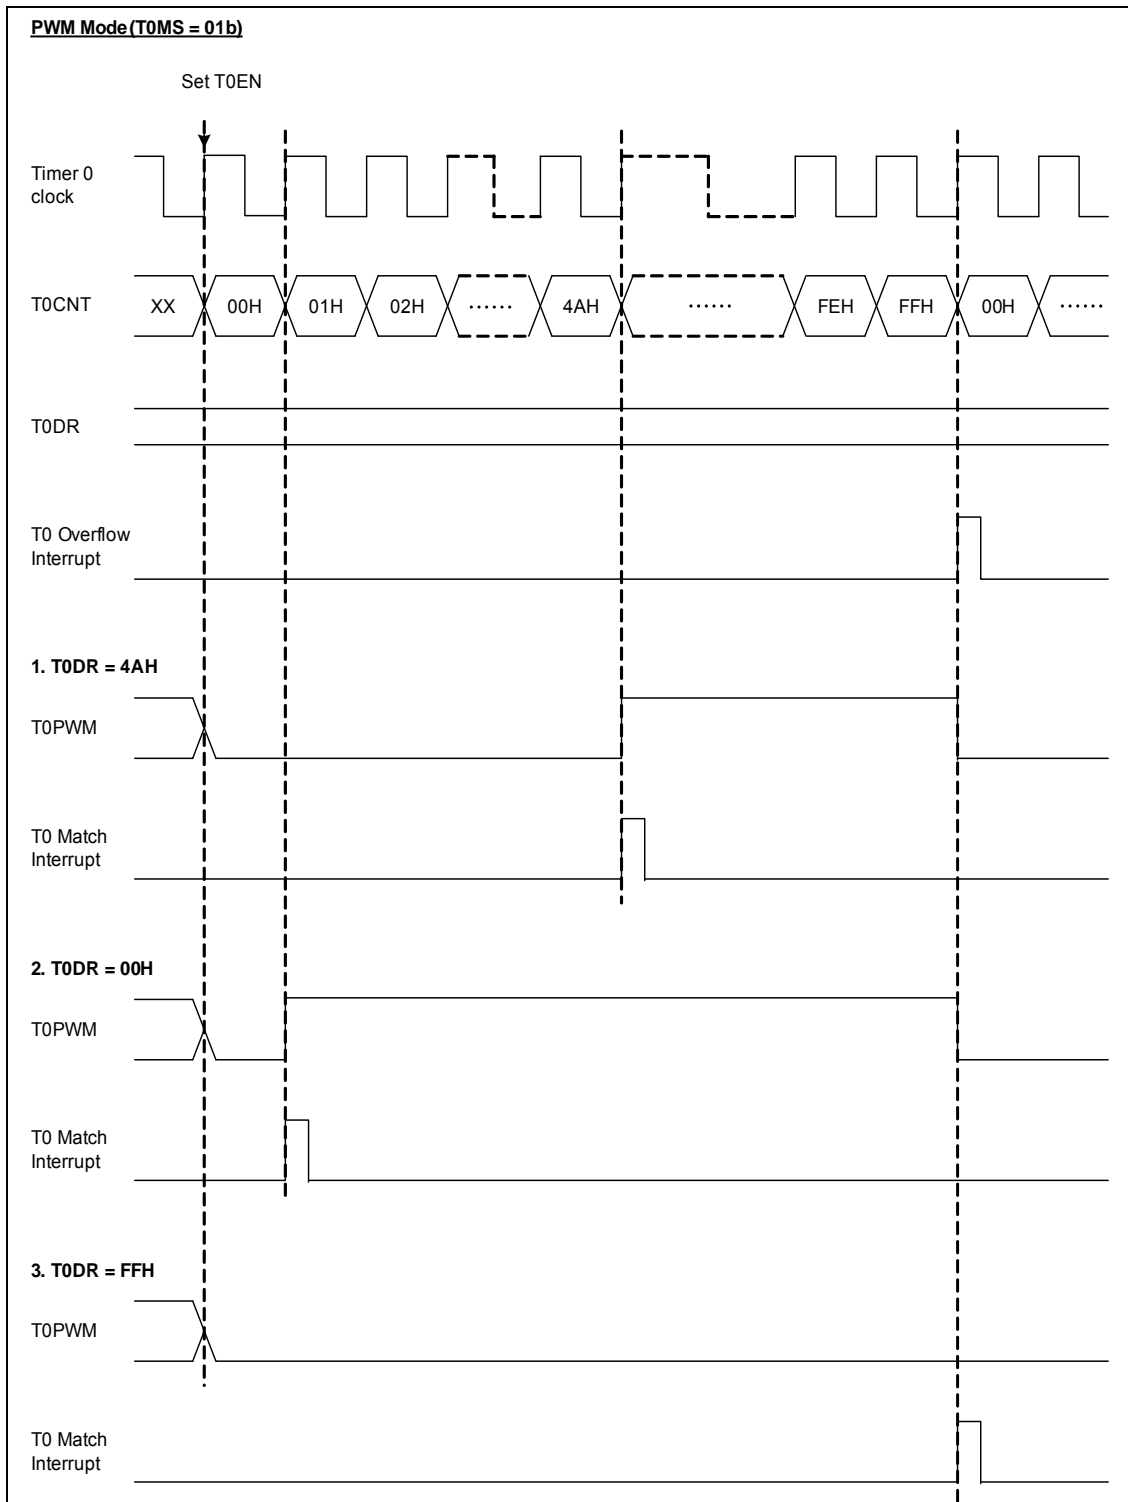 PWM Mode(T0MS = 01b)
Set T0EN
Timer 0
clock
T0CNT XX 00H 01H 02H ...... 4AH ...... FEH FFH 00H ......
T0DR
T0 Overflow
Interrupt
1. T0DR = 4AH
T0PWM
T0 Match
Interrupt
2. T0DR = 00H
T0PWM
T0 Match
Interrupt
3. T0DR = FFH
T0PWM
T0 Match
Interrupt